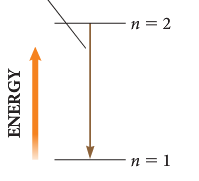 n = 2
ENERGY
n = 1